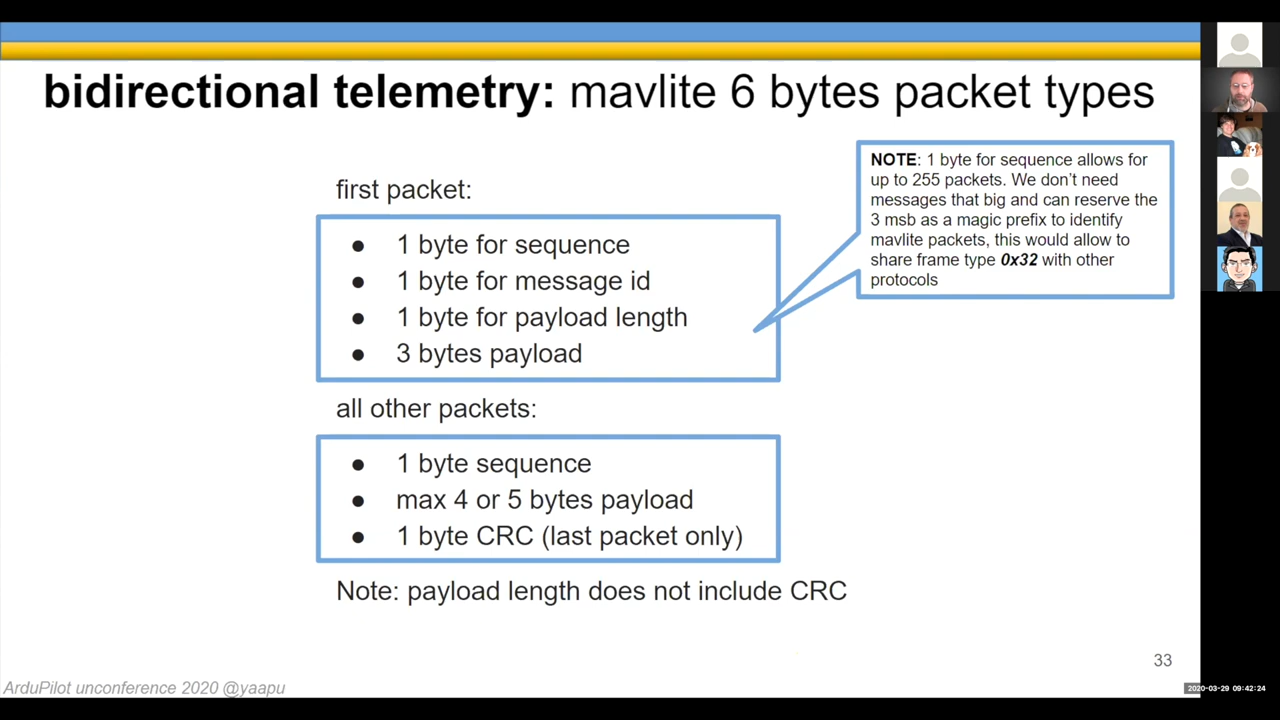 bidirectional telemetry: mavlite 6 bytes packet types
first packet:
● 1 byte for sequence
● 1 byte for message id
● 1 byte for payload length
● 3 bytes payload
NOTE: 1 byte for sequence allows for
up to 255 packets. We don’t need
messages that big and can reserve the
3 msb as a magic prefix to identify
mavlite packets, this would allow to
share frame type 0x32 with other
protocols
all other packets:
● 1 byte sequence
● max 4 or 5 bytes payload
● 1 byte CRC (last packet only)
Note: payload length does not include CRC
33
ArduPilot unconference 2020 @yaapu
2020-03-29 09:42:24